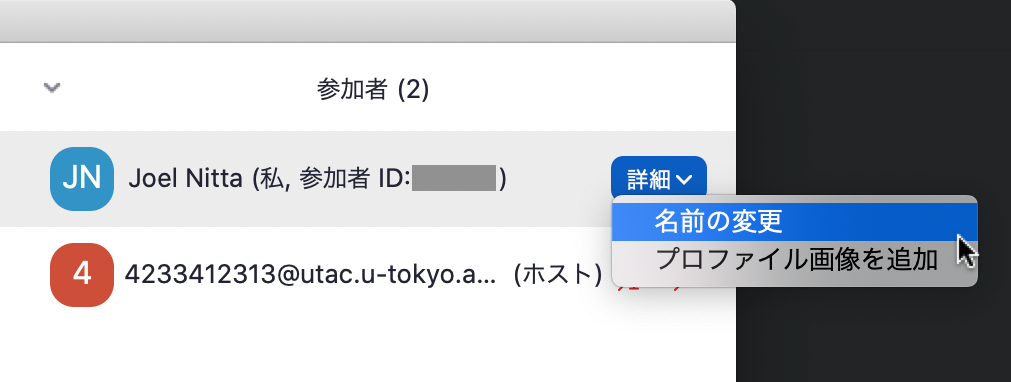 参加者 (2)
JN Joel Nitta (私, 参加者 ID: ) 詳細
名前の変更
プロファイル画像を追加
4 4233412313@utac.u-tokyo.a... (ホスト)